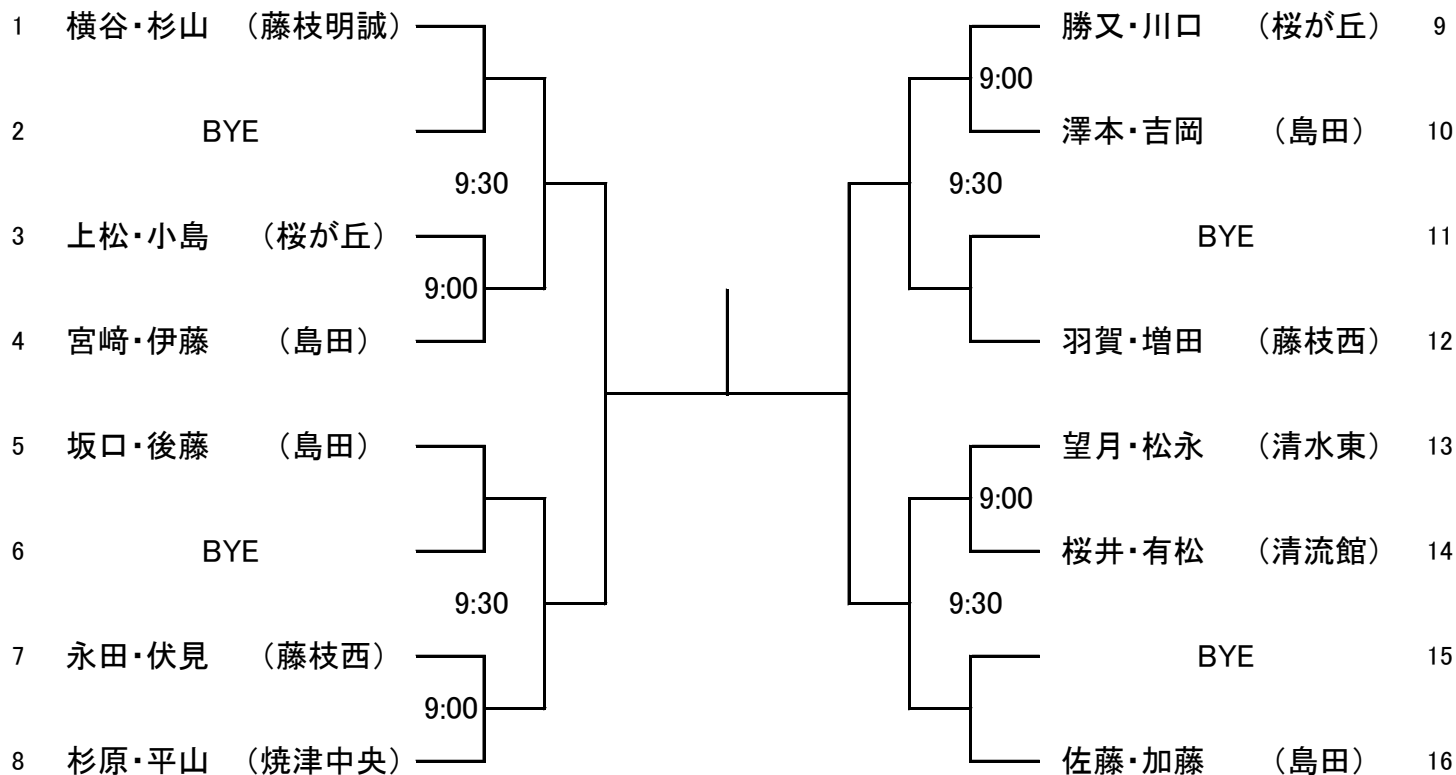 1 横谷・杉山 （藤枝明誠）
2 BYE
9:30
3 上松・小島 （桜が丘）
9:00
4 宮﨑・伊藤 （島田）
5 坂口・後藤 （島田）
6 BYE
9:30
7 永田・伏見 （藤枝西）
9:00
8 杉原・平山 （焼津中央）
勝又・川口 （桜が丘） 9
9:00
澤本・吉岡 （島田） 10
9:30
BYE 11
羽賀・増田 （藤枝西） 12
望月・松永 （清水東） 13
9:00
桜井・有松 （清流館） 14
9:30
BYE 15
佐藤・加藤 （島田） 16